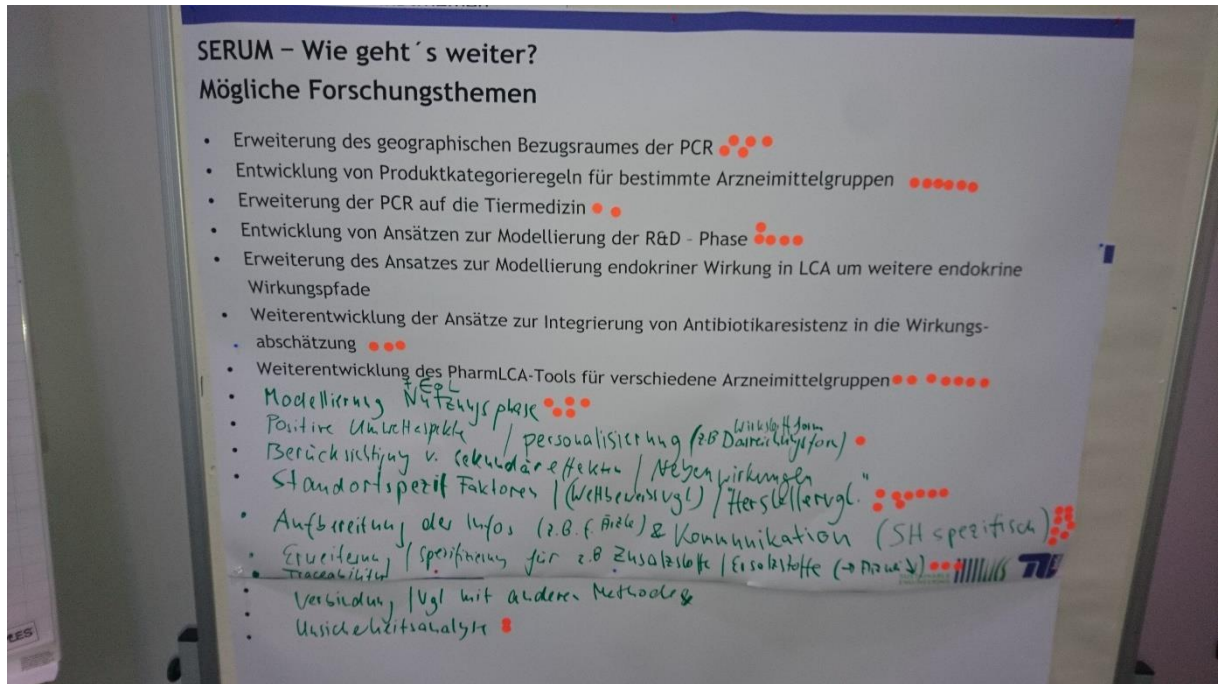 SERUM – Wie geht´s weiter?
Mögliche Forschungsthemen
• Erweiterung des geographischen Bezugsraumes der PCR
• Entwicklung von Produktkategorieregeln für bestimmte Arzneimittelgruppen
• Erweiterung der PCR auf die Tiermedizin
• Entwicklung von Ansätzen zur Modellierung der R&D - Phase
• Erweiterung des Ansatzes zur Modellierung endokriner Wirkung in LCA um weitere endokrine
Wirkungspfade
• Weiterentwicklung der Ansätze zur Integrierung von Antibiotikaresistenz in die Wirkungs-
abschätzung
• Weiterentwicklung des PharmLCA-Tools für verschiedene Arzneimittelgruppen
+ EoL
• Modellierung Nutzungsphase
Wirkstoffform
• Positive Umweltaspekte / personalisierung (zB Darreichungsform)
• Berücksichtigung v. sekundäreffekten / Nebenwirkungen
• Standortspezif Faktoren / (Wettbewerbsvgl) / "Herstellervgl."
• Aufbereitung der Infos (z.B. f. Ärzte) & Kommunikation (SH spezifisch)
• Erweiterung / spezifizierung für z.B Zusatzstoffe / Ersatzstoffe
• Traceability
• Verbindung / Vgl mit anderen Methoden
• Unsicherheitsanalyse